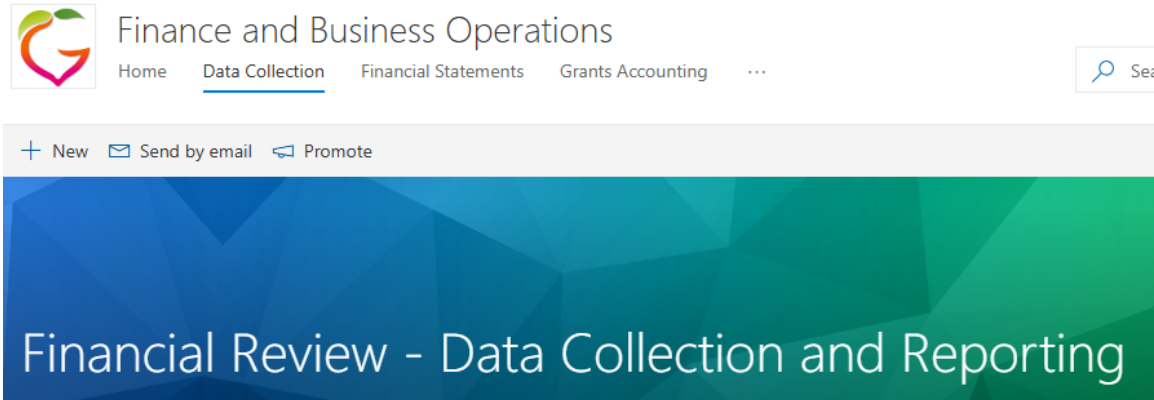 Finance and Business Operations
Home Data Collection Financial Statements Grants Accounting ...
+ New Send by email Promote
Financial Review - Data Collection and Reporting